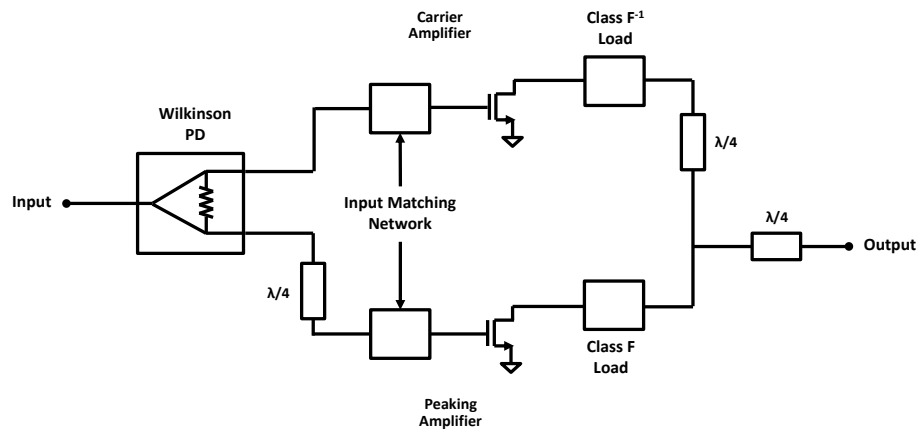 Carrier
Amplifier
Class F-1
Load
Wilkinson
PD
λ/4
Input
Input Matching
Network
λ/4
Output
λ/4
Class F
Load
Peaking
Amplifier